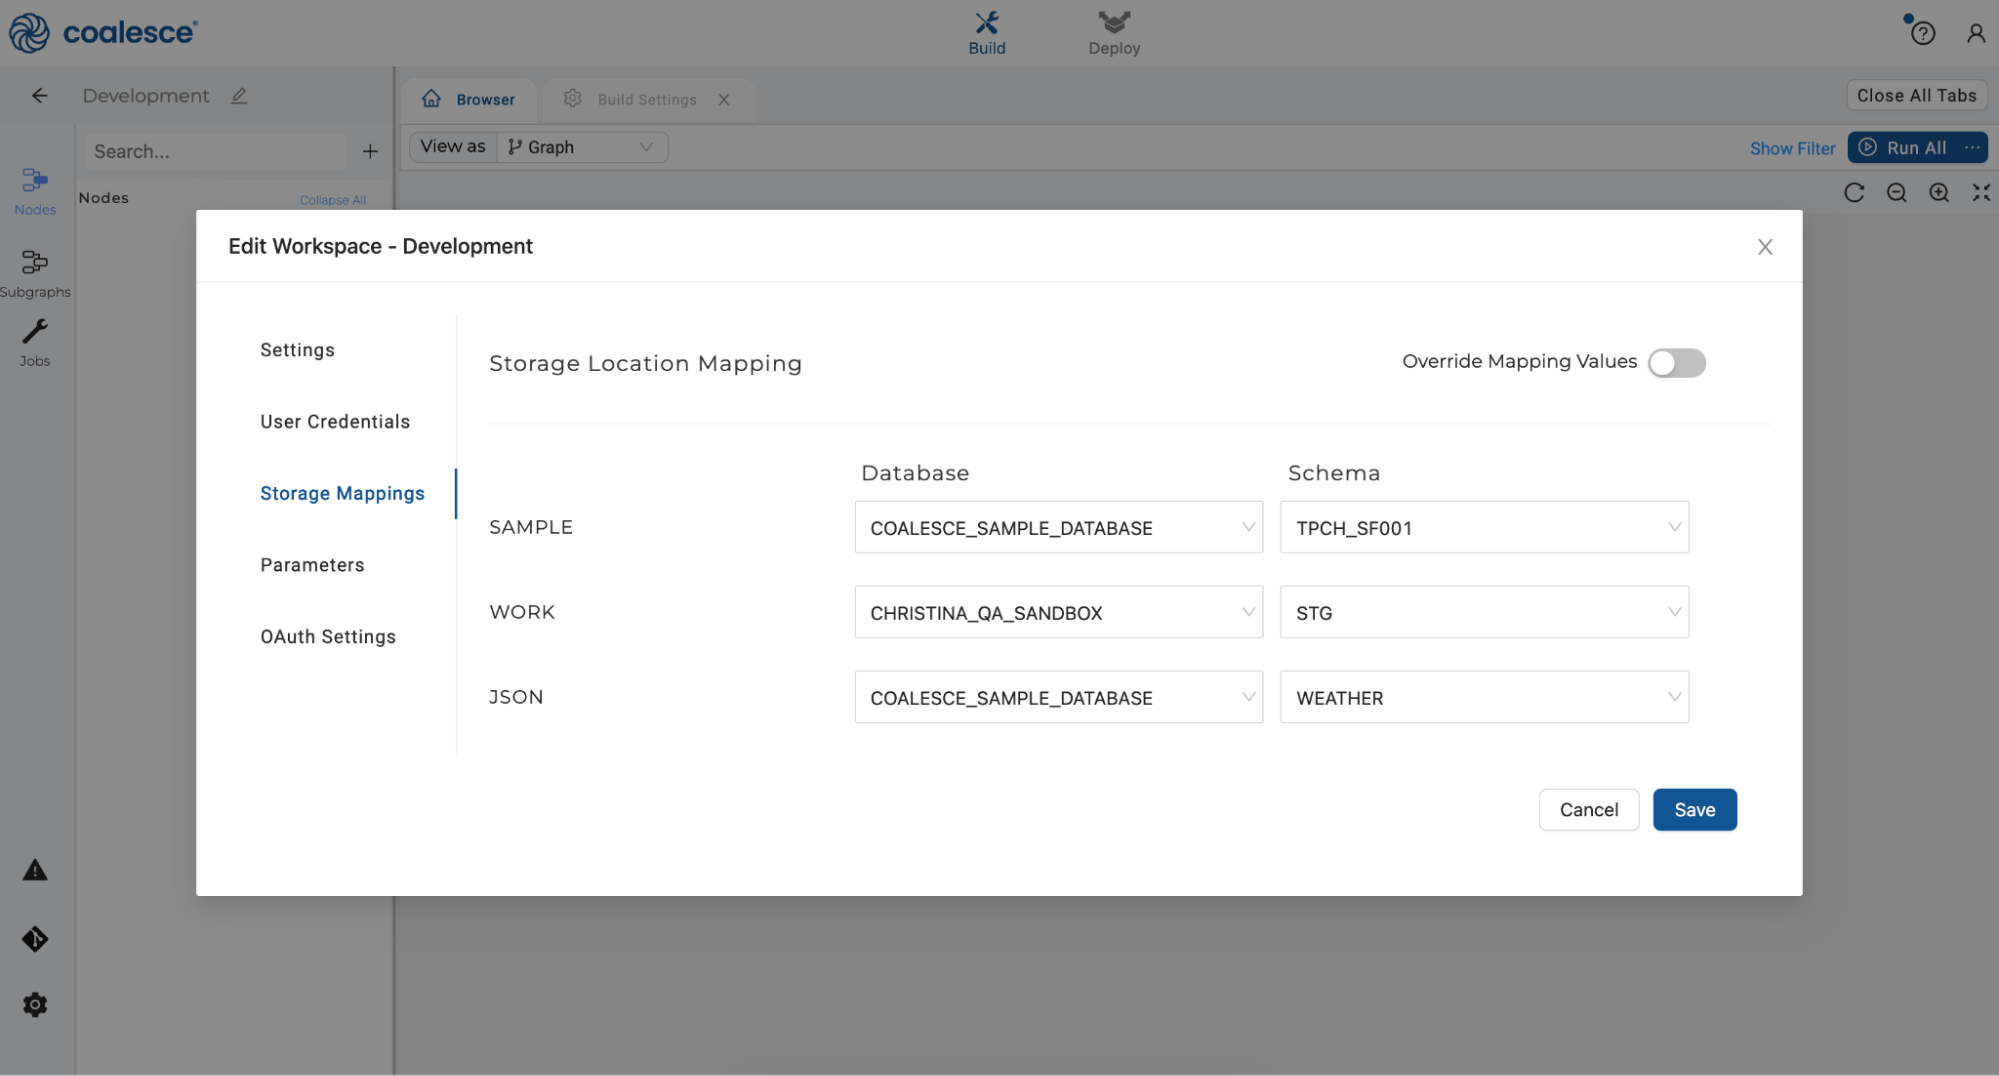 coalesce®
Build
Deploy
Development
Browser
Build Settings
Close All Tabs
Search...
View as
Graph
Show Filter
Run All
Nodes
Nodes
Collapse All
Subgraphs
Jobs
Edit Workspace - Development
Settings
User Credentials
Storage Mappings
Parameters
OAuth Settings
Storage Location Mapping
Override Mapping Values
Database
Schema
SAMPLE
COALESCE_SAMPLE_DATABASE
TPCH_SF001
WORK
CHRISTINA_QA_SANDBOX
STG
JSON
COALESCE_SAMPLE_DATABASE
WEATHER
Cancel
Save